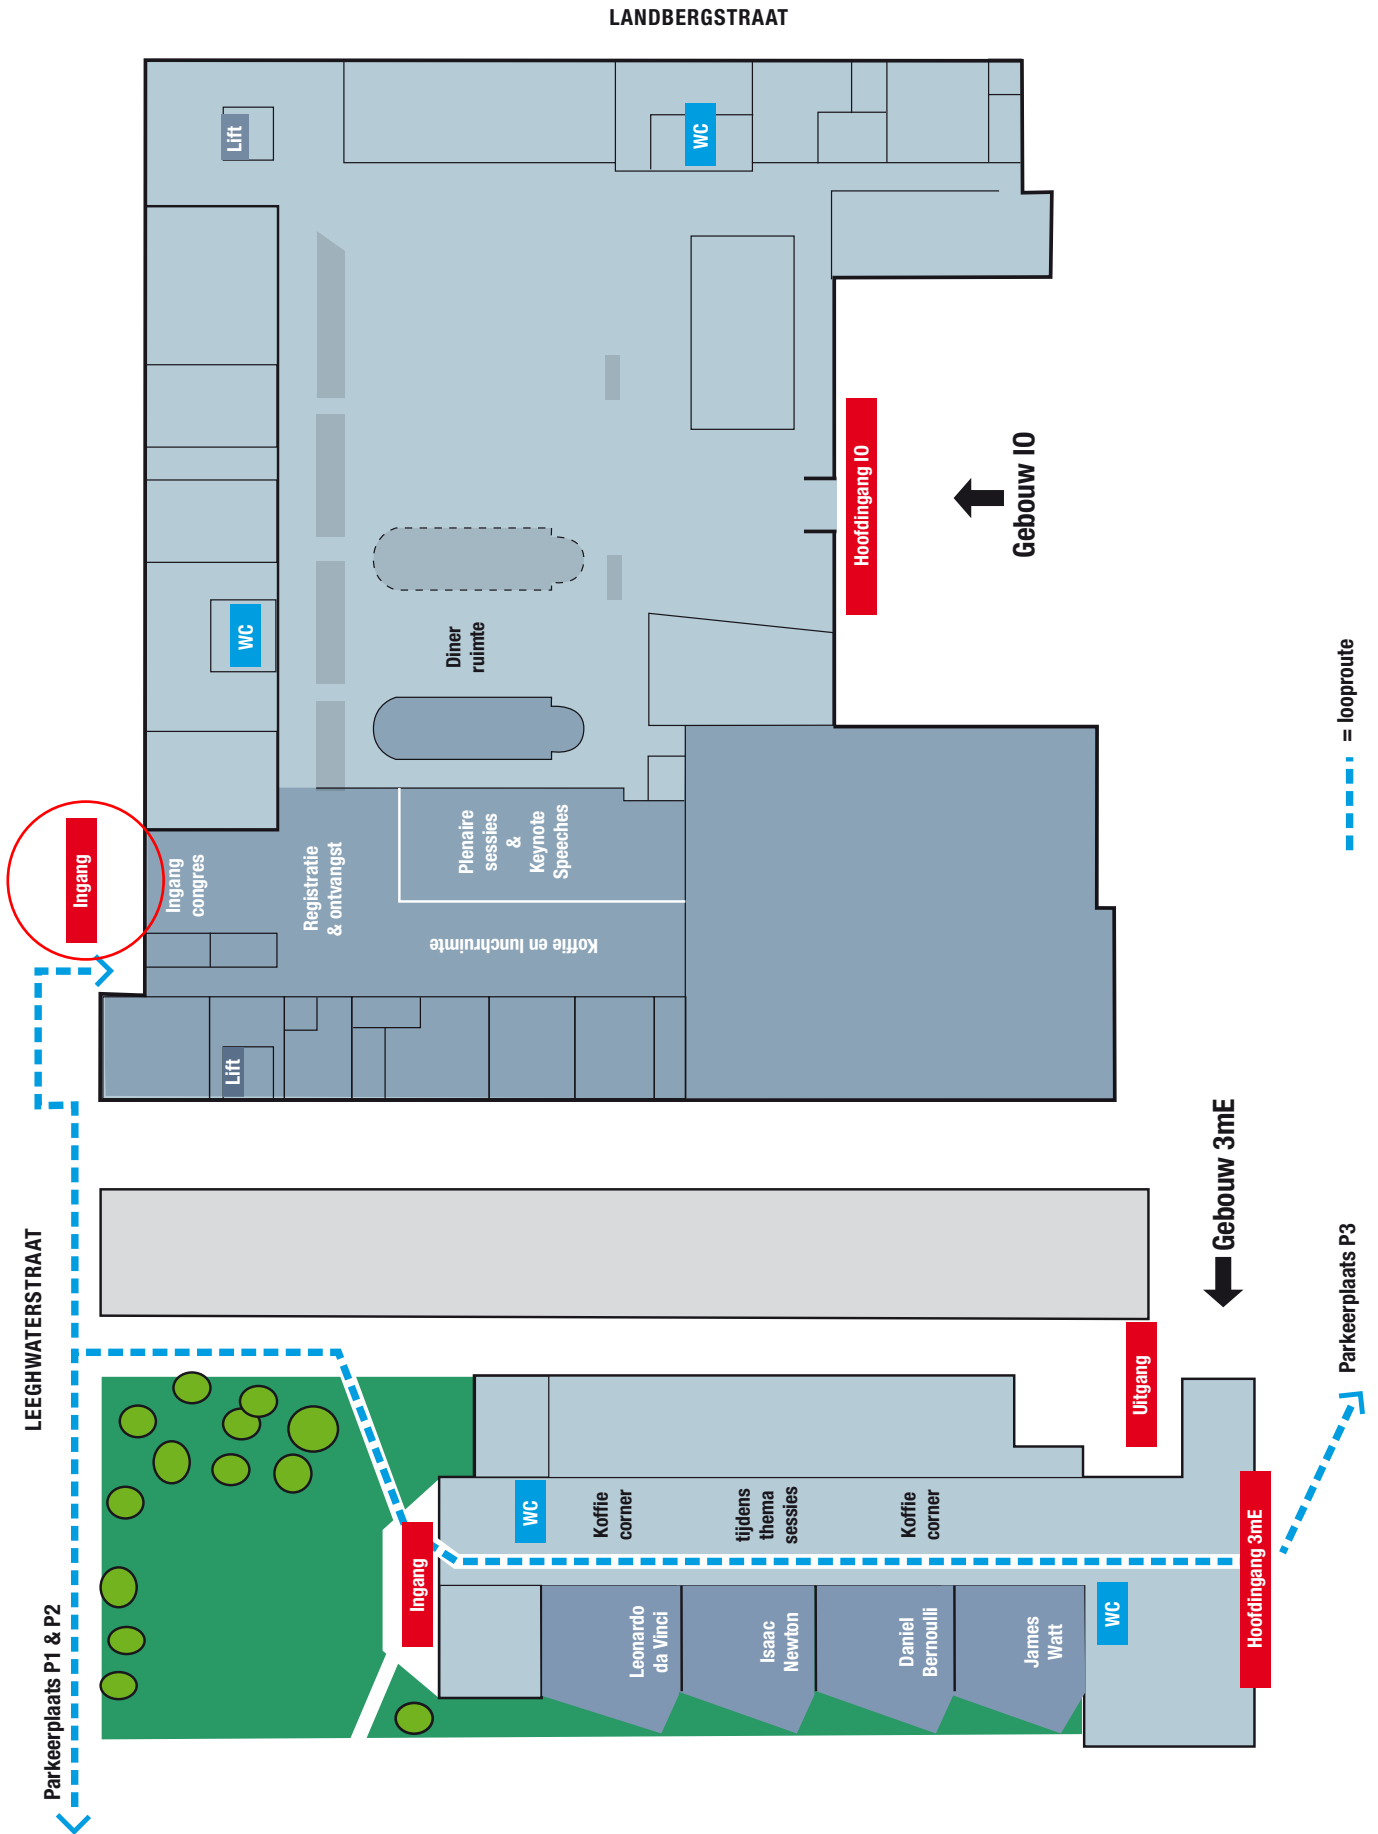 LANDBERGSTRAAT
Lift
WC
WC
Hoofdingang IO
Gebouw IO
Diner
ruimte
= looproute
Ingang
Ingang
congres
Registratie
& ontvangst
Plenaire
sessies
&
Keynote
Speeches
Koffie en lunchruimte
Lift
Gebouw 3mE
LEEGHWATERSTRAAT
Parkeerplaats P3
Uitgang
WC
Koffie
corner
tijdens
thema
sessies
Koffie
corner
Ingang
Hoofdingang 3mE
WC
Leonardo
da Vinci
Isaac
Newton
Daniel
Bernoulli
James
Watt
Parkeerplaats P1 & P2